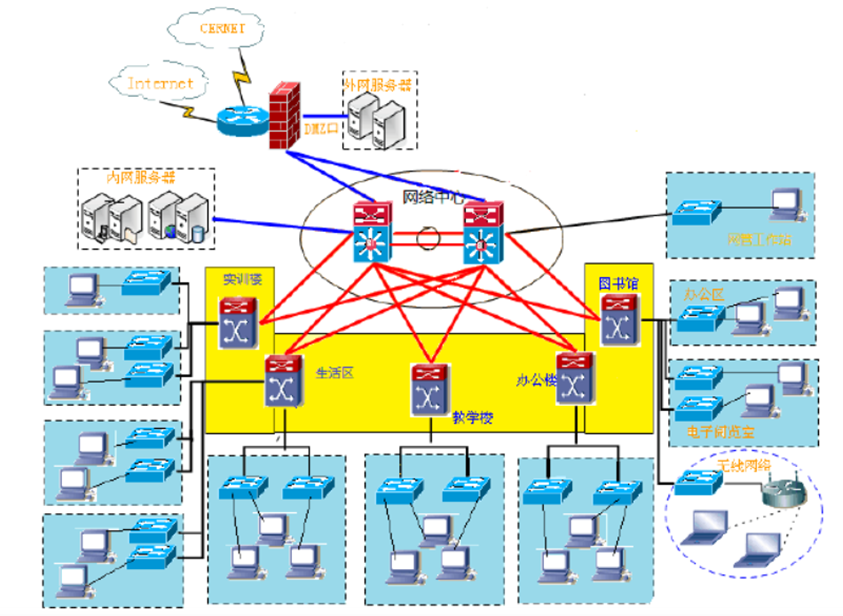 CERNET
Internet
外网服务器
DMZ口
内网服务器
网络中心
网管工作站
实训楼
图书馆
办公区
生活区
办公楼
教学楼
电子阅览室
无线网络